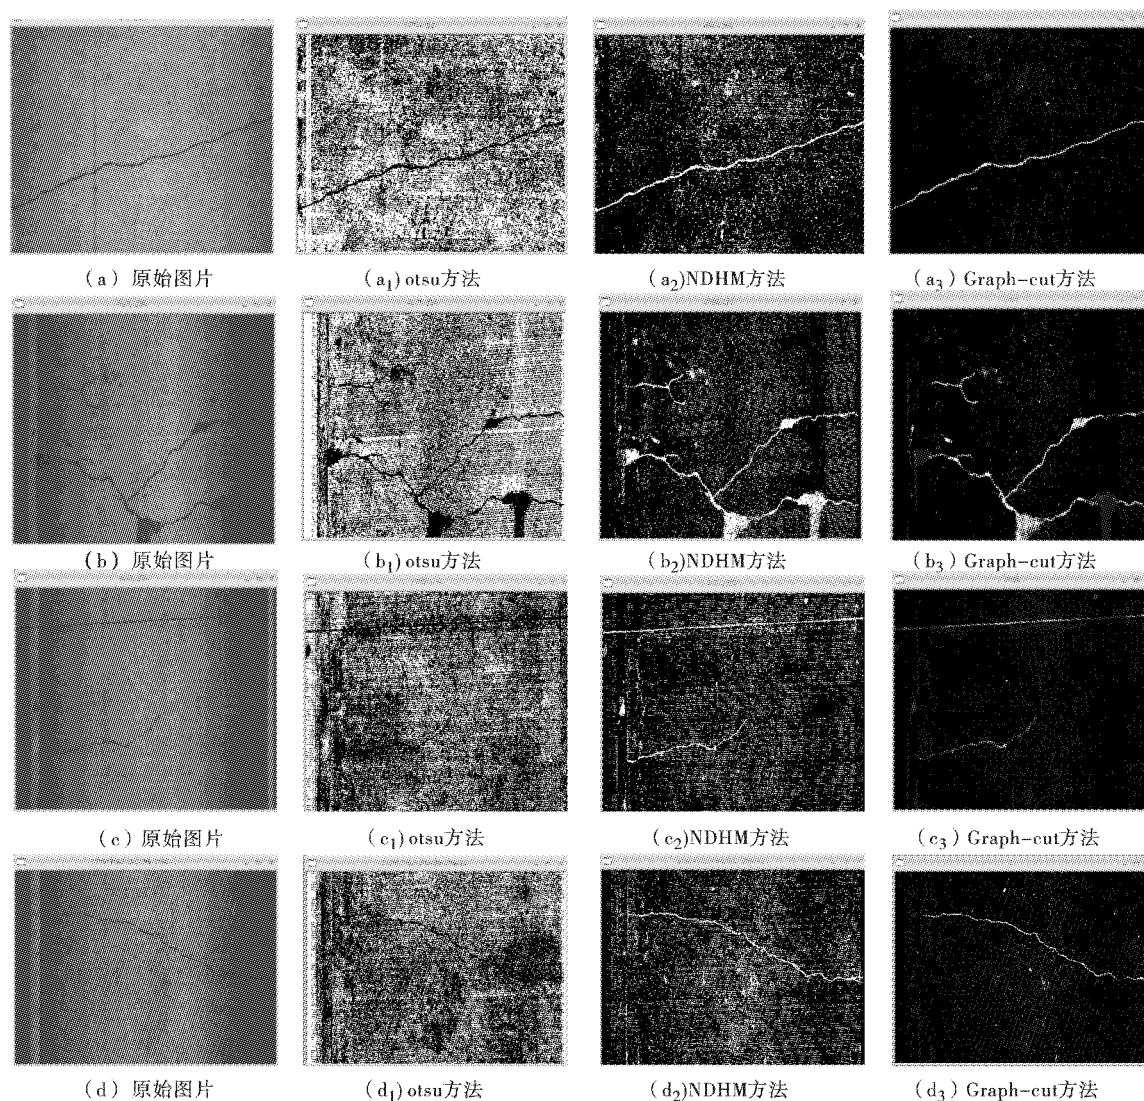 (a) 原始图片 (a₁) otsu方法 (a₂)NDHM方法 (a₃) Graph-cut方法
(b) 原始图片 (b₁) otsu方法 (b₂)NDHM方法 (b₃) Graph-cut方法
(c) 原始图片 (c₁) otsu方法 (c₂)NDHM方法 (c₃) Graph-cut方法
(d) 原始图片 (d₁) otsu方法 (d₂)NDHM方法 (d₃) Graph-cut方法